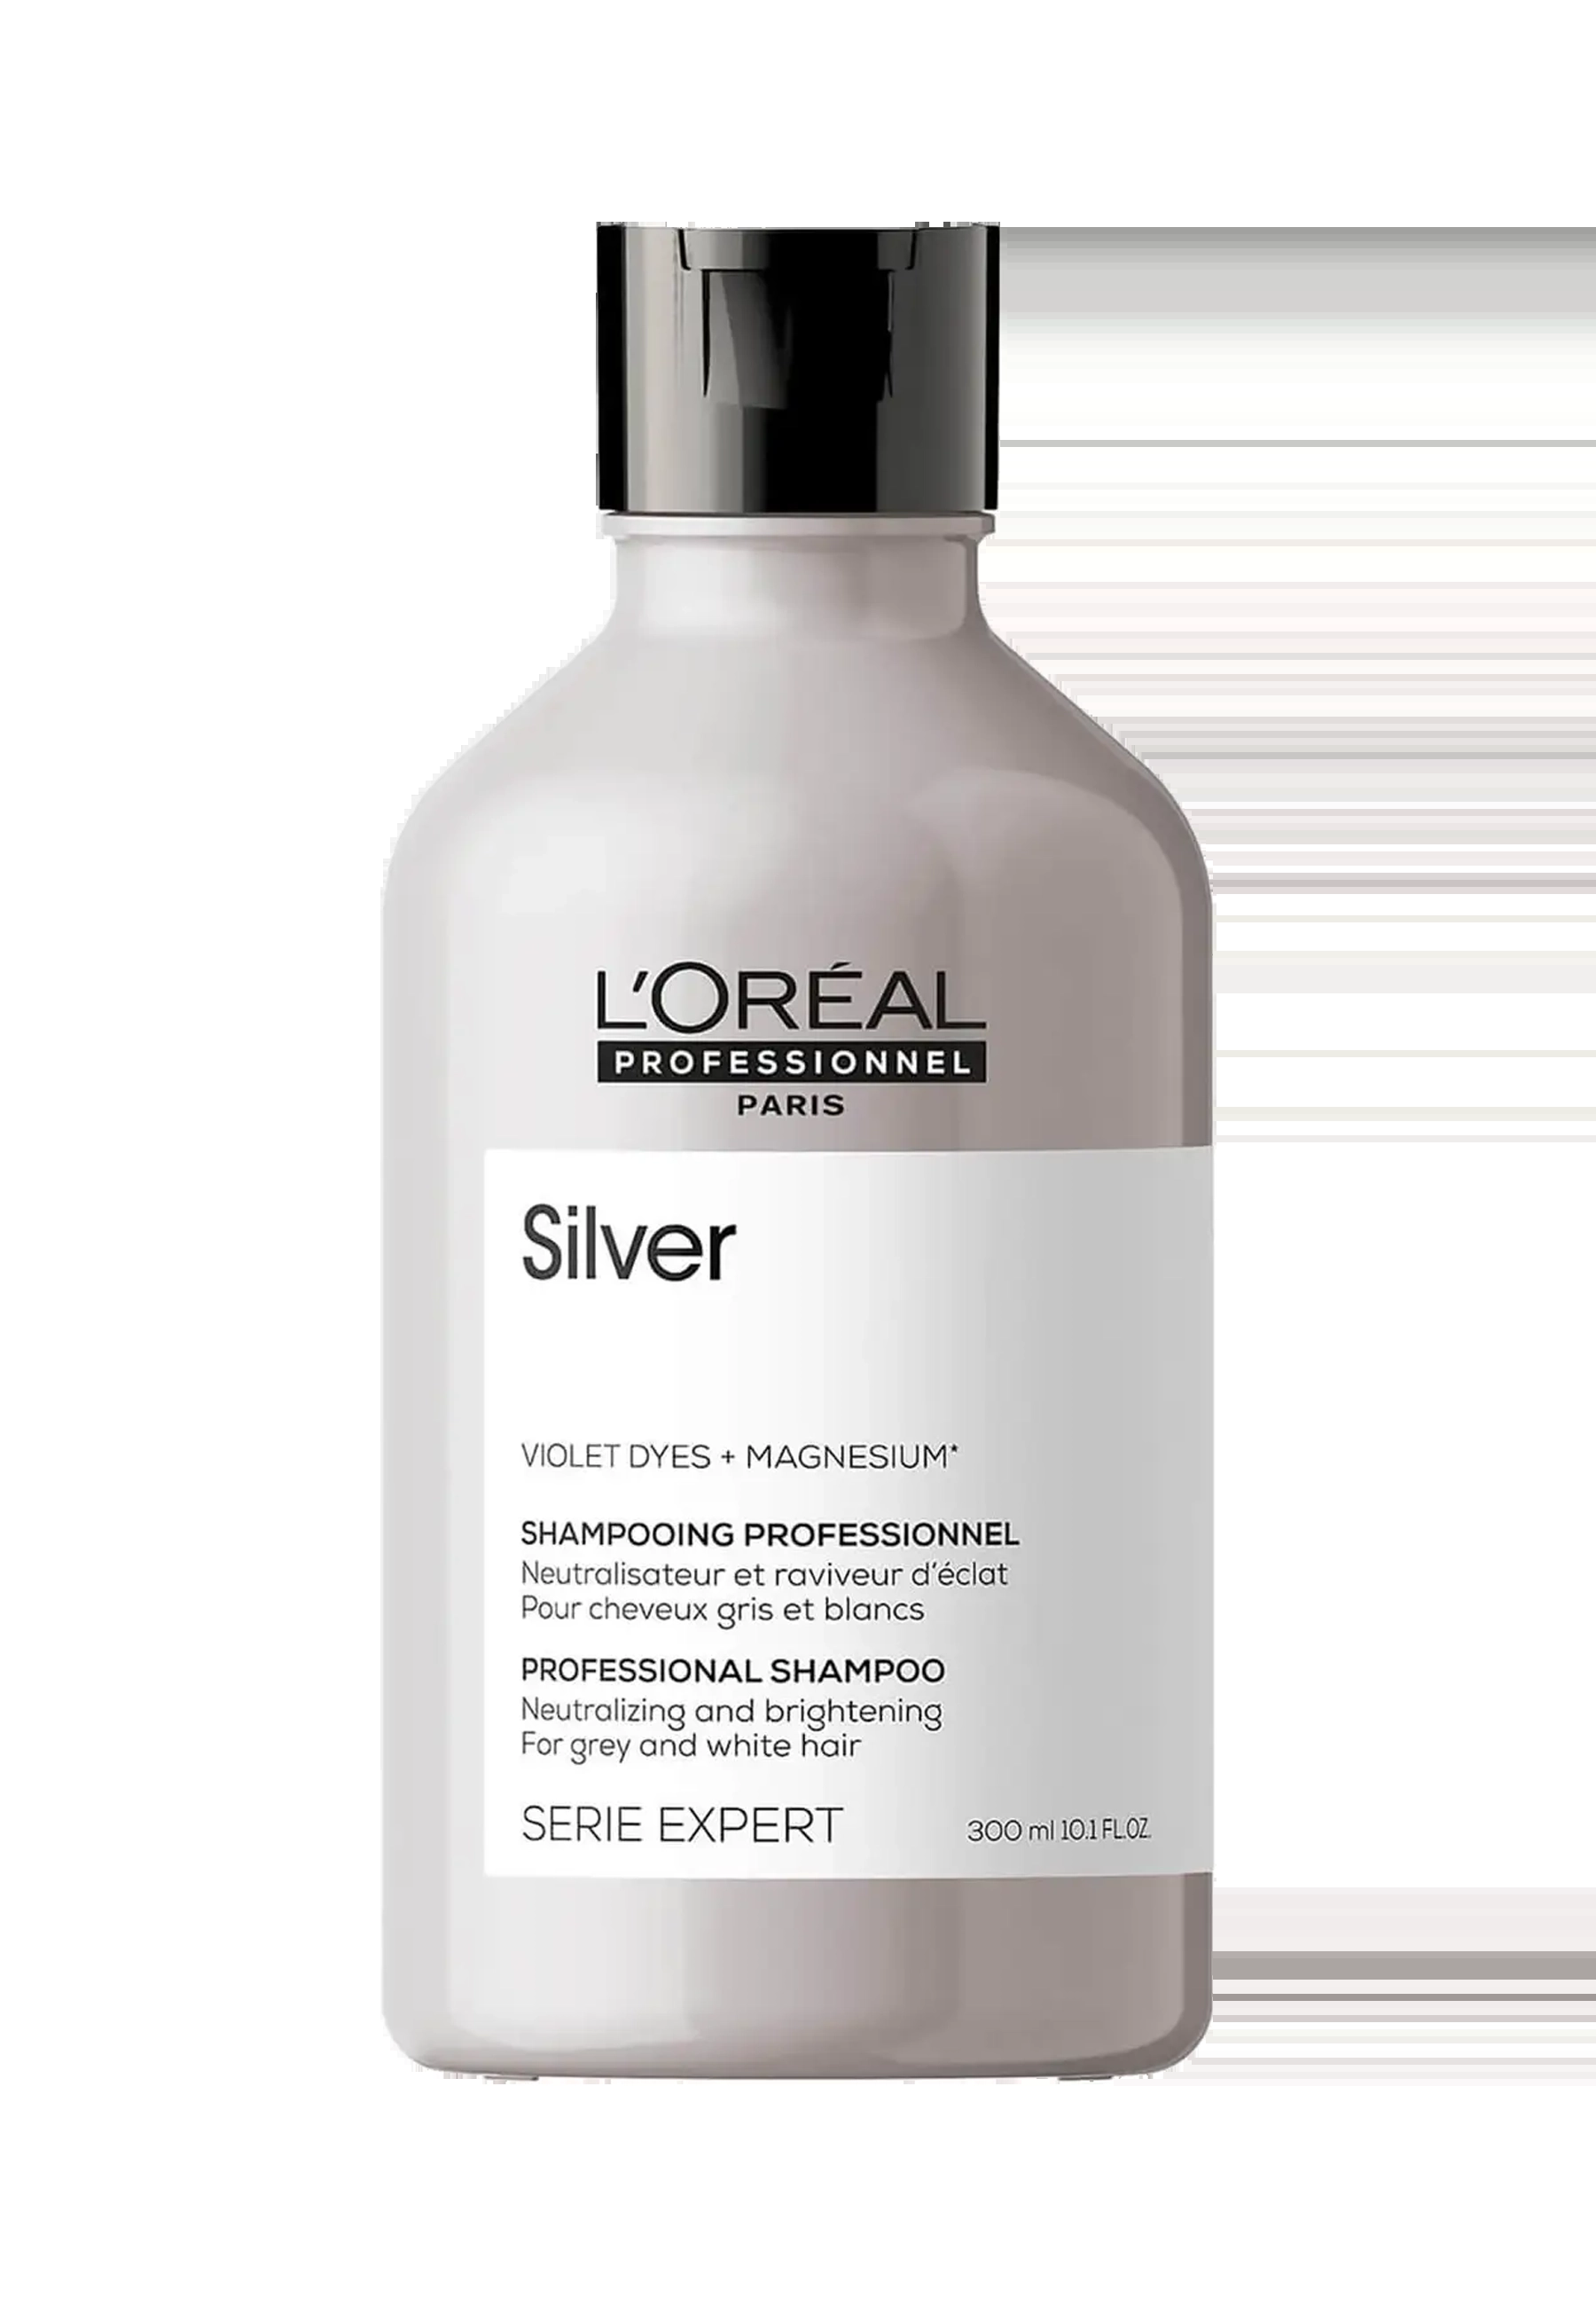 L'ORÉAL
PROFESSIONNEL
PARIS
Silver
VIOLET DYES + MAGNESIUM*
SHAMPOOING PROFESSIONNEL
Neutralisateur et raviveur d'éclat
Pour cheveux gris et blancs
PROFESSIONAL SHAMPOO
Neutralizing and brightening
For grey and white hair
SERIE EXPERT 300 ml 10.1 FL.OZ.